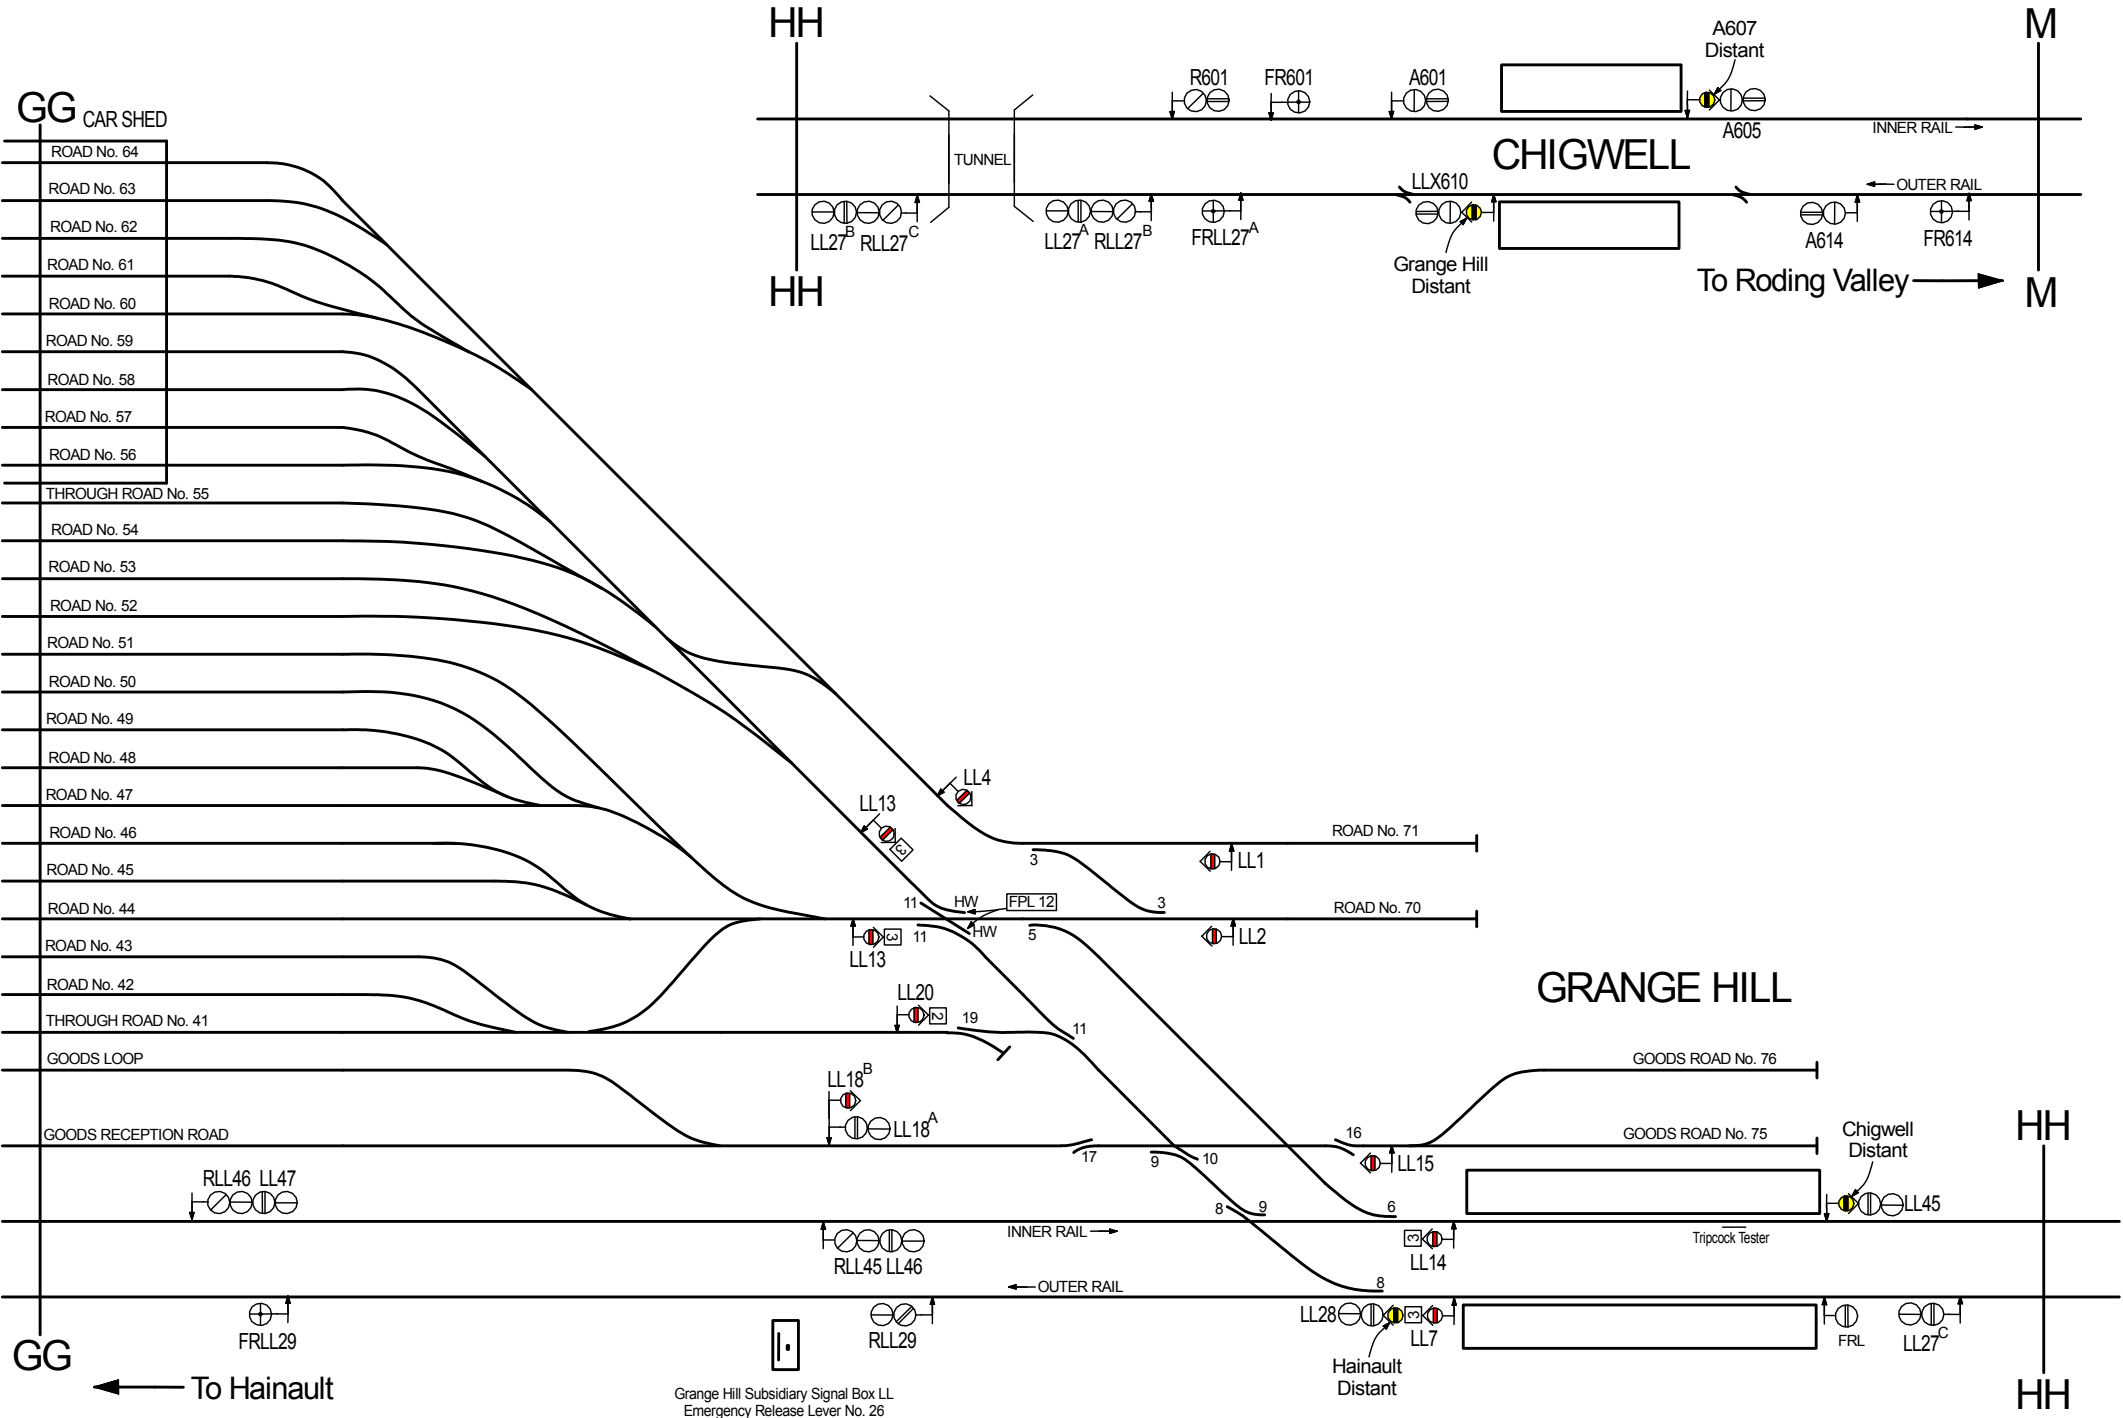 HH
M
A607
Distant
R601
FR601
A601
GG
CAR SHED
A605
INNER RAIL
CHIGWELL
ROAD No. 64
TUNNEL
ROAD No. 63
LLX610
OUTER RAIL
ROAD No. 62
LL27B
RLL27C
LL27A
RLL27B
FRLL27A
A614
FR614
ROAD No. 61
Grange Hill
Distant
To Roding Valley
HH
M
ROAD No. 60
ROAD No. 59
ROAD No. 58
ROAD No. 57
ROAD No. 56
THROUGH ROAD No. 55
ROAD No. 54
ROAD No. 53
ROAD No. 52
ROAD No. 51
ROAD No. 50
ROAD No. 49
ROAD No. 48
LL4
ROAD No. 47
LL13
3
ROAD No. 46
ROAD No. 71
3
LL1
ROAD No. 45
ROAD No. 44
11
HW
FPL 12
3
ROAD No. 70
LL13
3
11
HW
5
LL2
ROAD No. 43
ROAD No. 42
LL20
2
GRANGE HILL
THROUGH ROAD No. 41
19
11
GOODS LOOP
GOODS ROAD No. 76
LL18B
LL18A
GOODS RECEPTION ROAD
17
9
10
16
LL15
GOODS ROAD No. 75
Chigwell
Distant
HH
RLL46 LL47
8
9
6
LL45
INNER RAIL
RLL45 LL46
3
LL14
Tripcock Tester
OUTER RAIL
8
FRLL29
RLL29
LL28
3
LL7
FRL
LL27C
GG
Hainault
Distant
To Hainault
Grange Hill Subsidiary Signal Box LL
Emergency Release Lever No. 26
HH